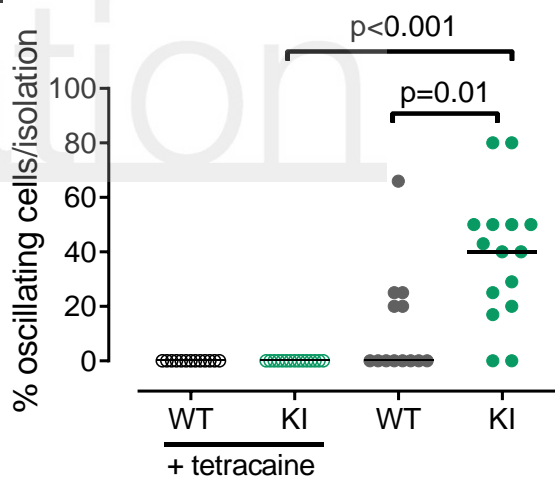 p<0.001
p=0.01
% oscillating cells/isolation
100
80
60
40
20
0
WT KI WT KI
+ tetracaine